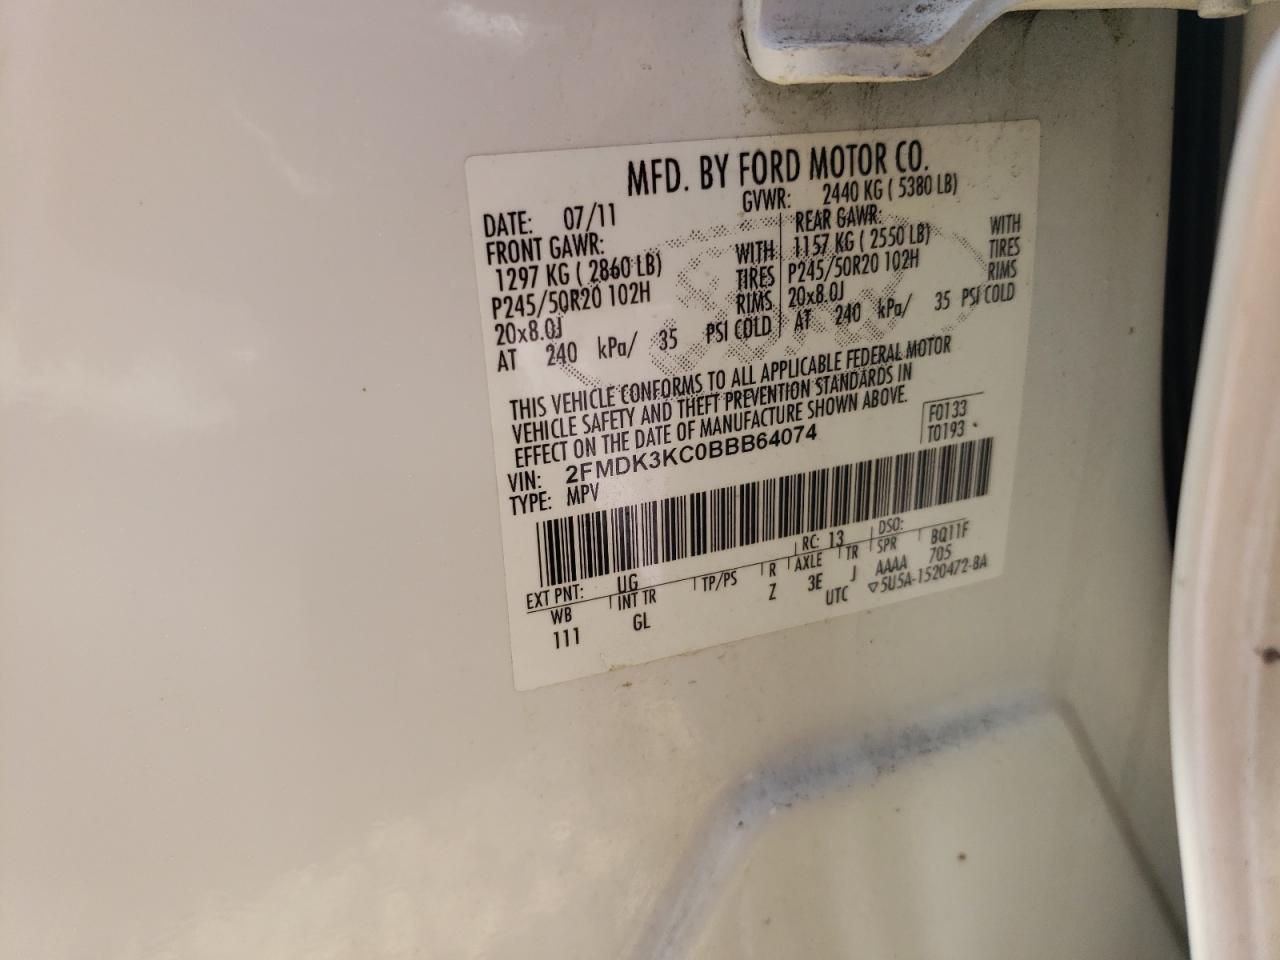 MFD. BY FORD MOTOR CO.
DATE: 07/11 GVWR: 2440 KG ( 5380 LB)
FRONT GAWR: REAR GAWR:
1297 KG ( 2860 LB) WITH 1157 KG ( 2550 LB) WITH
P245/50R20 102H TIRES P245/50R20 102H TIRES
20x8.0J RIMS 20x8.0J RIMS
AT 240 kPa/ 35 PSI COLD AT 240 kPa/ 35 PSI COLD
THIS VEHICLE CONFORMS TO ALL APPLICABLE FEDERAL MOTOR
VEHICLE SAFETY AND THEFT PREVENTION STANDARDS IN
EFFECT ON THE DATE OF MANUFACTURE SHOWN ABOVE.
F0133
T0193
VIN: 2FMDK3KC0BBB64074
TYPE: MPV
EXT PNT: UG RC: 13 DSO:
WB INT TR TP/PS R AXLE TR SPR BQ11F
111 GL Z 3E J AAAA 705
UTC ▽5U5A-1520472-BA